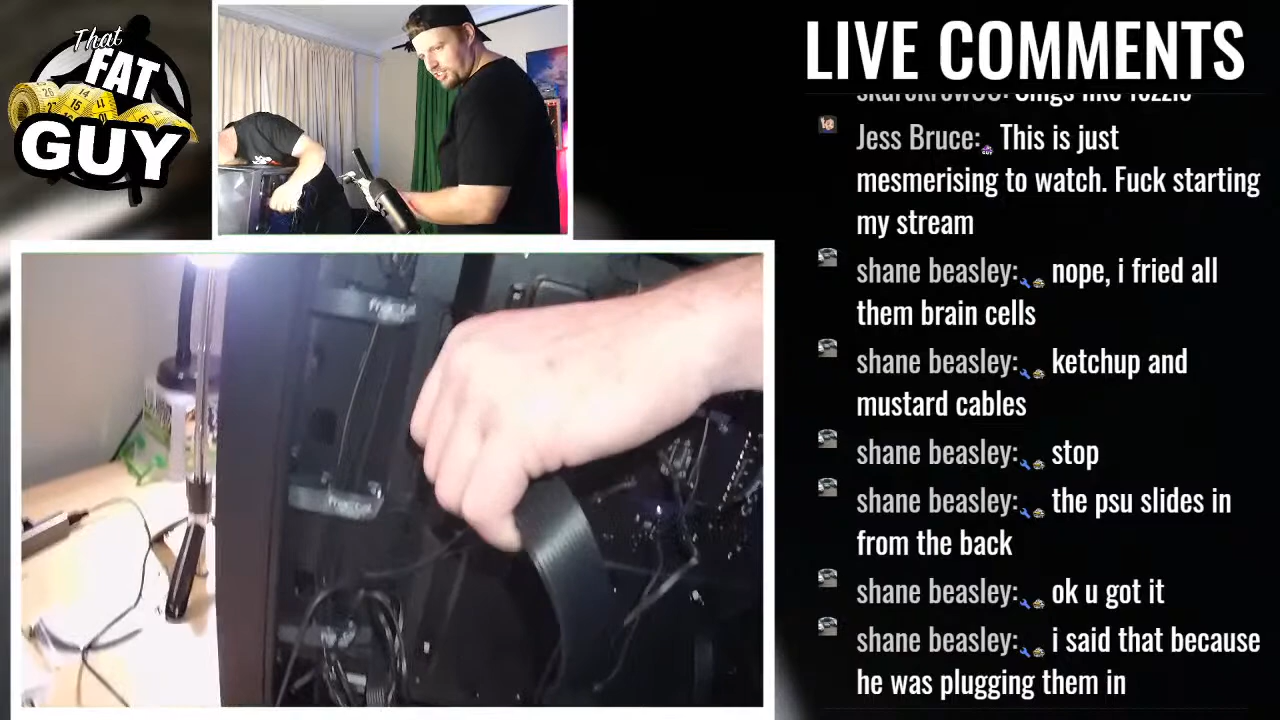 That
FAT
GUY
LIVE COMMENTS
Jess Bruce: This is just
mesmerising to watch. Fuck starting
my stream
shane beasley: nope, i fried all
them brain cells
shane beasley: ketchup and
mustard cables
shane beasley: stop
shane beasley: the psu slides in
from the back
shane beasley: ok u got it
shane beasley: i said that because
he was plugging them in